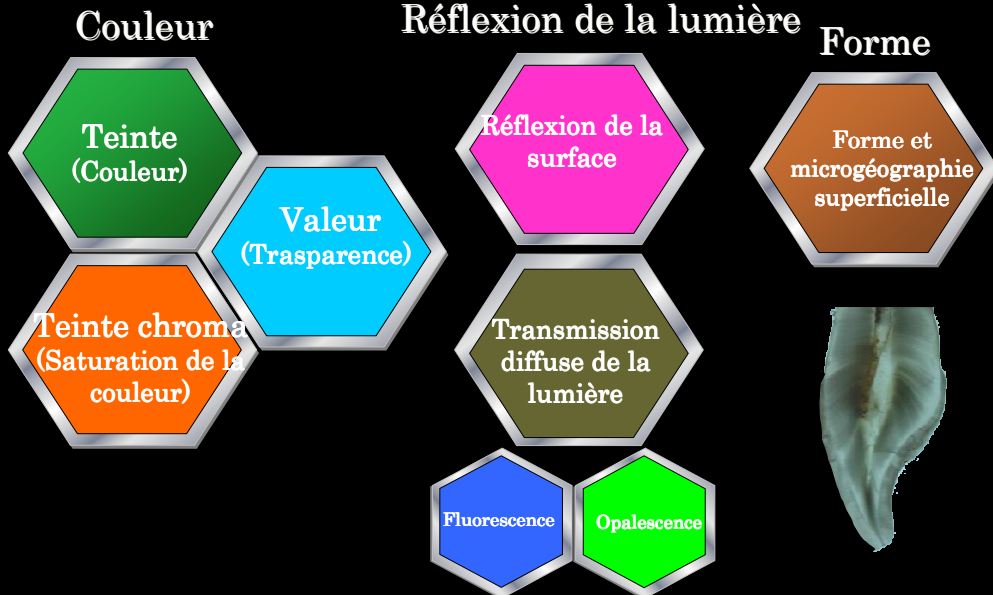 Couleur
Teinte
(Couleur)
Valeur
(Trasparence)
Teinte chroma
(Saturation de la
couleur)
Réflexion de la lumière
Réflexion de la
surface
Transmission
diffuse de la
lumière
Fluorescence
Opalescence
Forme
Forme et
microgéographie
superficielle